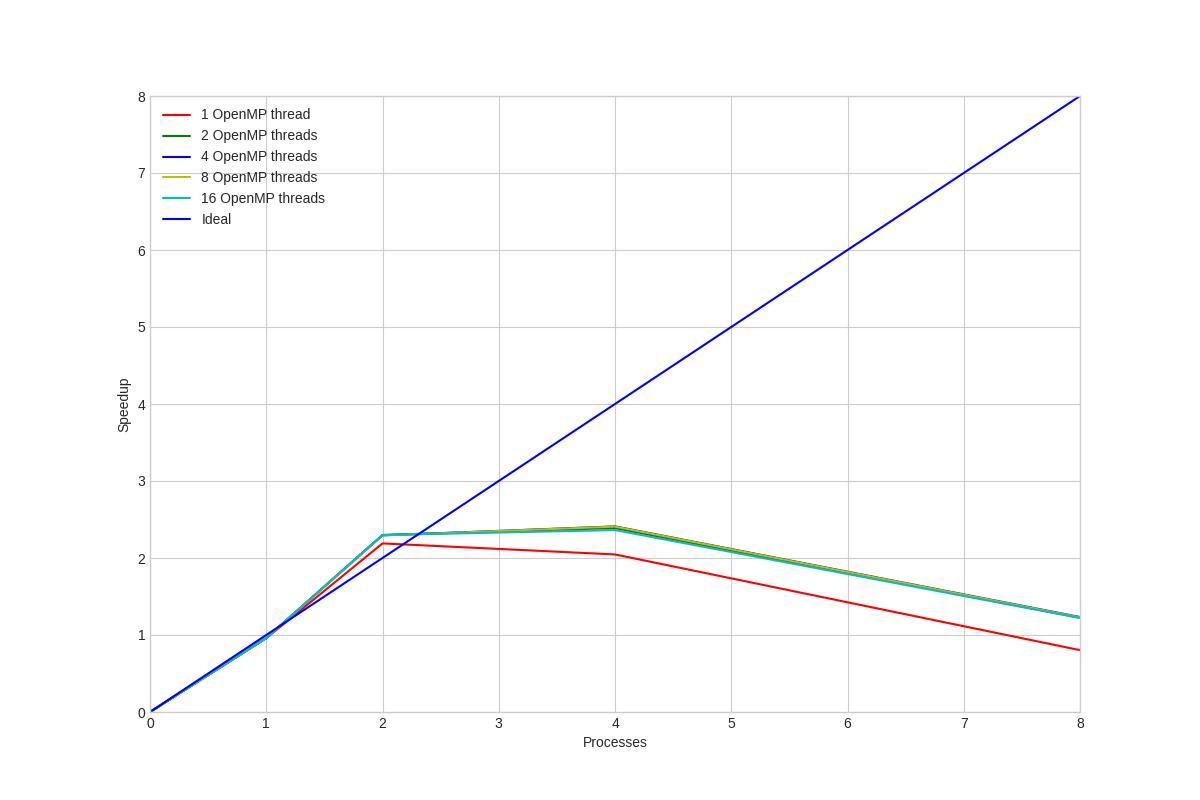 8
7
6
5
4
3
2
1
0
Speedup
1 OpenMP thread
2 OpenMP threads
4 OpenMP threads
8 OpenMP threads
16 OpenMP threads
Ideal
0 1 2 3 4 5 6 7 8
Processes